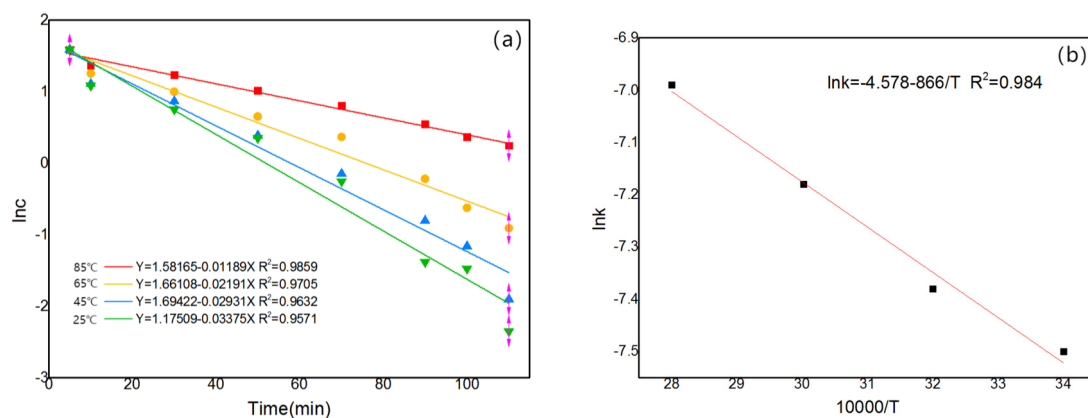 (a)
2
1
0
-1
-2
-3
lnc
85℃ Y=1.58165-0.01189X R²=0.9859
65℃ Y=1.66108-0.02191X R²=0.9705
45℃ Y=1.69422-0.02931X R²=0.9632
25℃ Y=1.17509-0.03375X R²=0.9571
0 20 40 60 80 100
Time(min)
(b)
lnk=-4.578-866/T R²=0.984
-6.9
-7.0
-7.1
-7.2
-7.3
-7.4
-7.5
lnk
28 29 30 31 32 33 34
10000/T